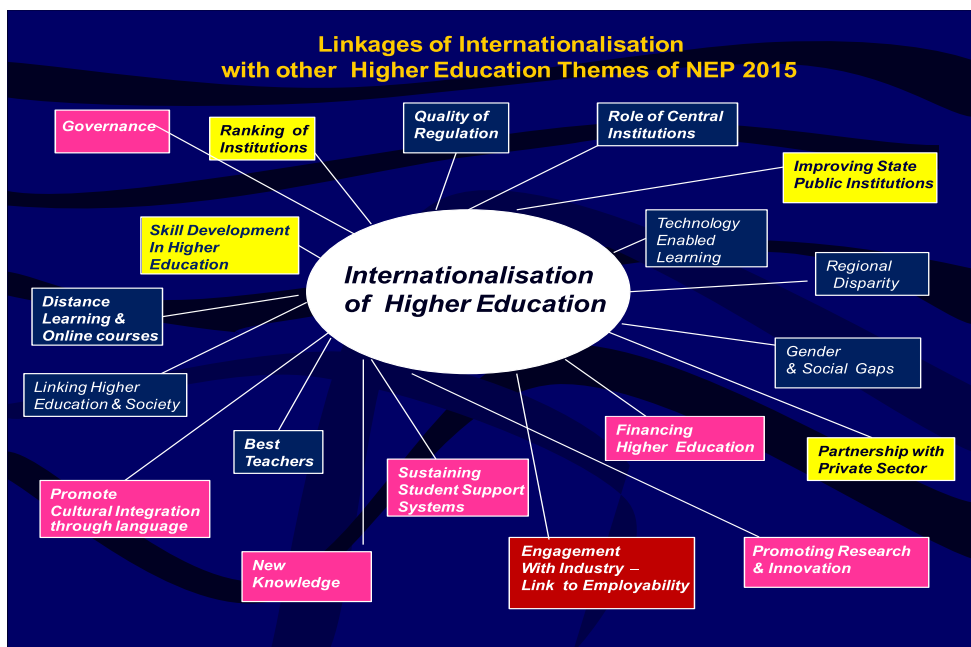 Linkages of Internationalisation
with other Higher Education Themes of NEP 2015
Governance
Ranking of
Institutions
Quality of
Regulation
Role of Central
Institutions
Improving State
Public Institutions
Skill Development
In Higher
Education
Technology
Enabled
Learning
Regional
Disparity
Internationalisation
of Higher Education
Distance
Learning &
Online courses
Gender
& Social Gaps
Linking Higher
Education & Society
Best
Teachers
Financing
Higher Education
Partnership with
Private Sector
Sustaining
Student Support
Systems
Promote
Cultural Integration
through language
New
Knowledge
Engagement
With Industry –
Link to Employability
Promoting Research
& Innovation